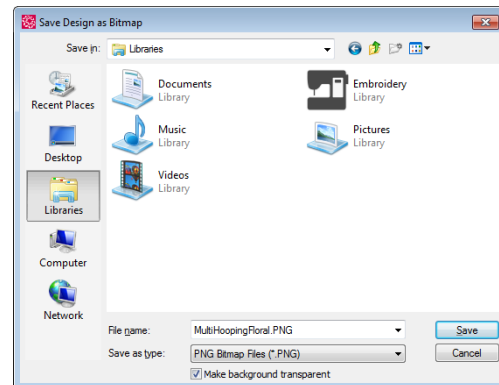 Save Design as Bitmap
Save in: Libraries
Recent Places
Desktop
Libraries
Computer
Network
Documents
Library
Embroidery
Library
Music
Library
Pictures
Library
Videos
Library
File name: MultiHoopingFloral.PNG Save
Save as type: PNG Bitmap Files (*.PNG) Cancel
Make background transparent